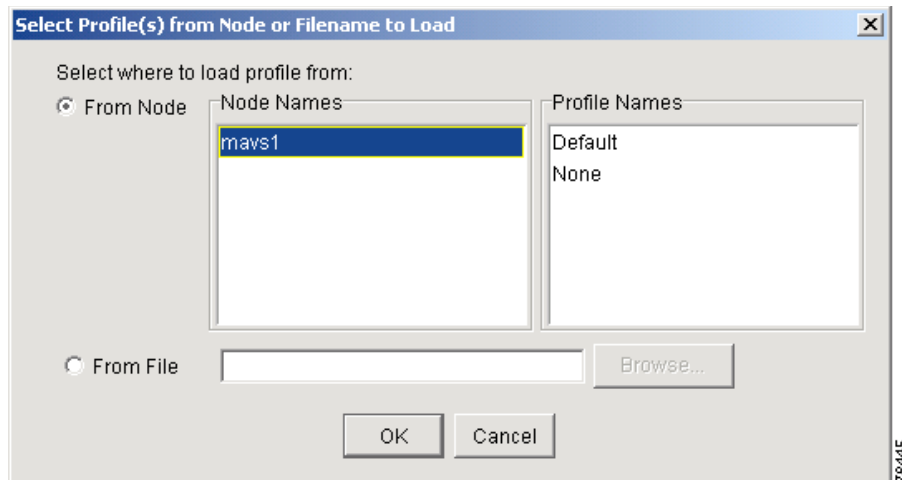 Select Profile(s) from Node or Filename to Load
Select where to load profile from:
From Node
Node Names
mavs1
Profile Names
Default
None
From File
Browse...
OK
Cancel